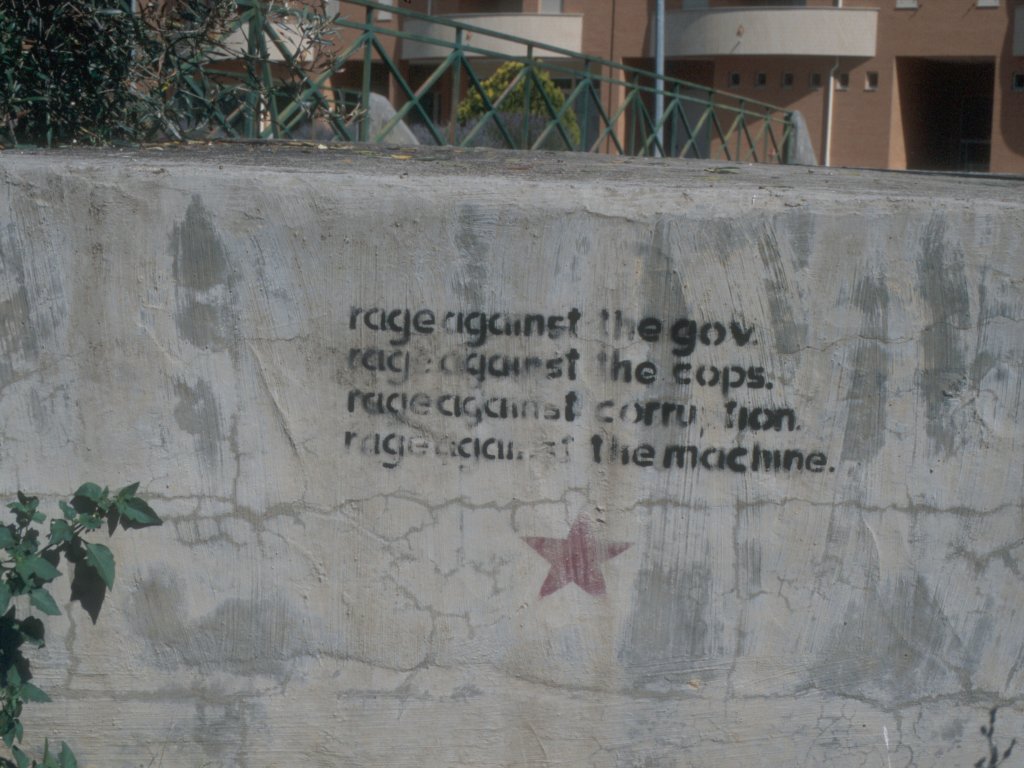 rage against the gov.
rage against the cops.
rage against corruption.
rage against the machine.